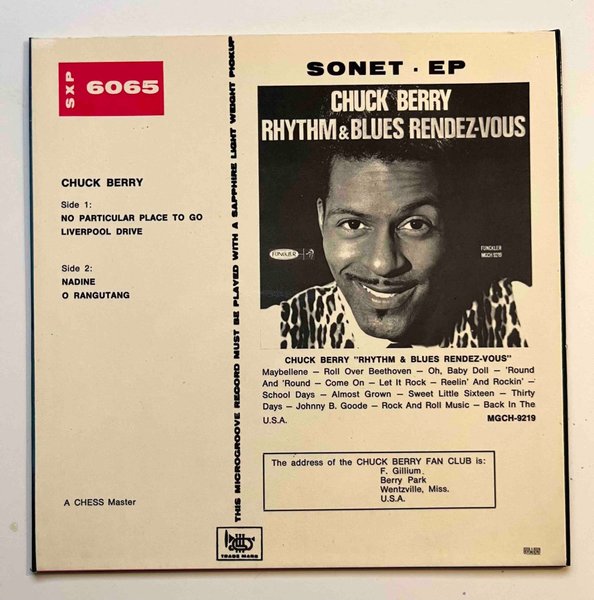 SXP 6065
CHUCK BERRY
Side 1:
NO PARTICULAR PLACE TO GO
LIVERPOOL DRIVE
Side 2:
NADINE
O RANGUTANG
A CHESS Master
THIS MICROGROOVE RECORD MUST BE PLAYED WITH A SAPPHIRE LIGHT WEIGHT PICKUP
TRADE MARK
SONET · EP
CHUCK BERRY
RHYTHM & BLUES RENDEZ-VOUS
FUNCKLER
FUNCKLER
MGCH 9219
CHUCK BERRY "RHYTHM & BLUES RENDEZ-VOUS"
Maybellene — Roll Over Beethoven — Oh, Baby Doll — 'Round
And 'Round — Come On — Let It Rock — Reelin' And Rockin' —
School Days — Almost Grown — Sweet Little Sixteen — Thirty
Days — Johnny B. Goode — Rock And Roll Music — Back In The
U.S.A. MGCH-9219
The address of the CHUCK BERRY FAN CLUB is:
F. Gillium
Berry Park
Wentzville, Miss.
U.S.A.